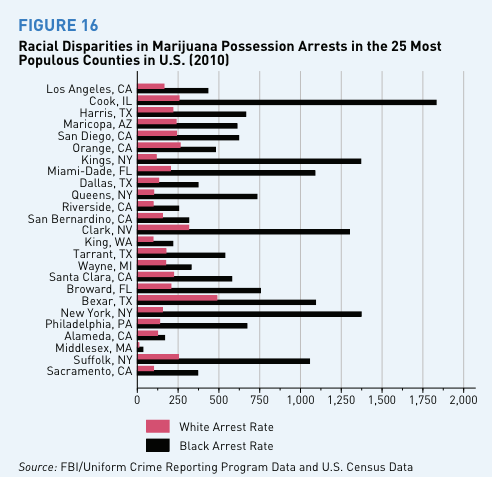 FIGURE 16
Racial Disparities in Marijuana Possession Arrests in the 25 Most
Populous Counties in U.S. (2010)
Los Angeles, CA
Cook, IL
Harris, TX
Maricopa, AZ
San Diego, CA
Orange, CA
Kings, NY
Miami-Dade, FL
Dallas, TX
Queens, NY
Riverside, CA
San Bernardino, CA
Clark, NV
King, WA
Tarrant, TX
Wayne, MI
Santa Clara, CA
Broward, FL
Bexar, TX
New York, NY
Philadelphia, PA
Alameda, CA
Middlesex, MA
Suffolk, NY
Sacramento, CA
0 250 500 750 1,000 1,250 1,500 1,750 2,000
White Arrest Rate
Black Arrest Rate
Source: FBI/Uniform Crime Reporting Program Data and U.S. Census Data